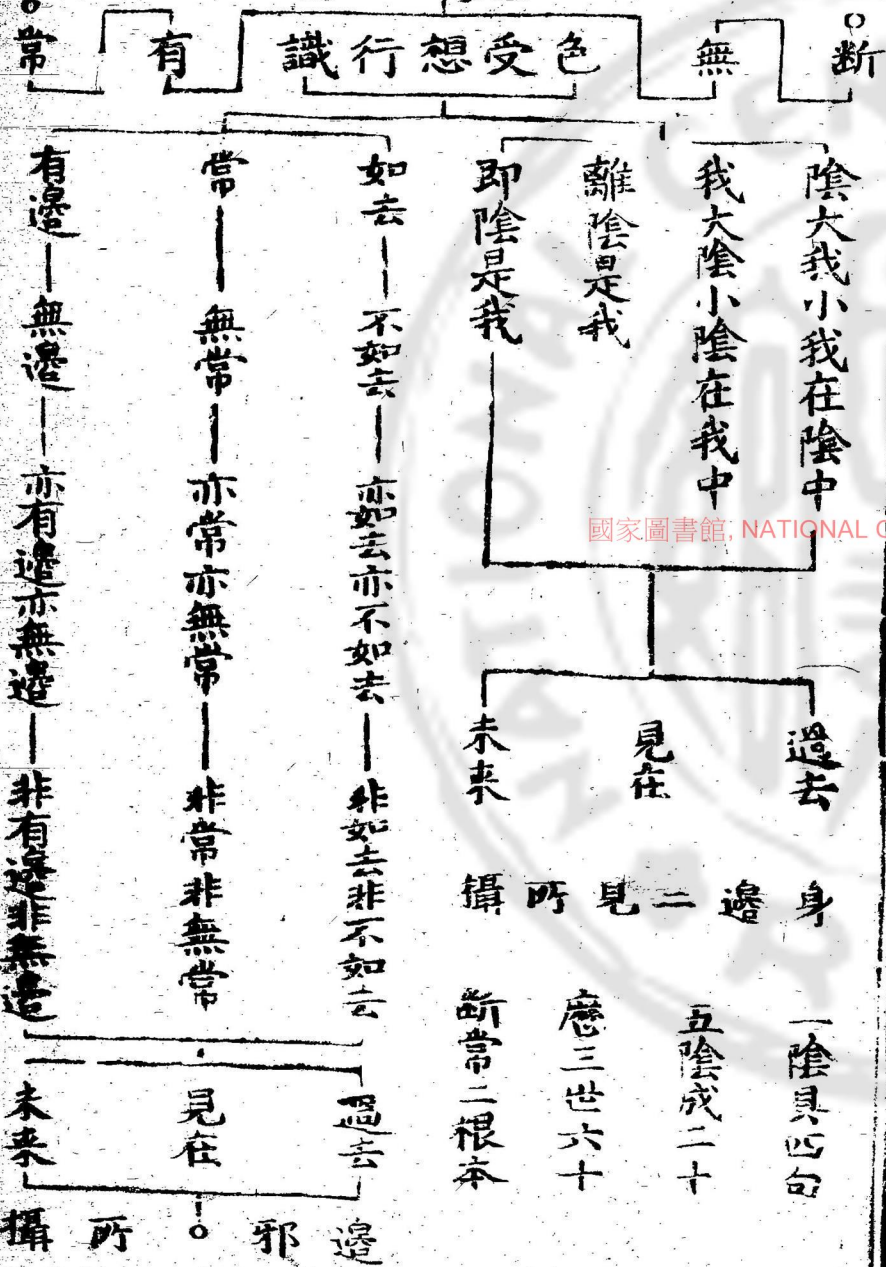 斷 無 色受想行識 有 常
陰大我小我在陰中
我大陰小陰在我中
離陰是我
即陰是我
過去
見在
未来
身邊二見所攝
一陰具四句
五陰成二十
歷三世六十
斷常二根本
如去 不如去 亦如去亦不如去 非如去非不如去
常 無常 亦常亦無常 非常非無常
有邊 無邊 亦有邊亦無邊 非有邊非無邊
過去
見在
未来
邊邪所攝
國家圖書館, NATIONAL C